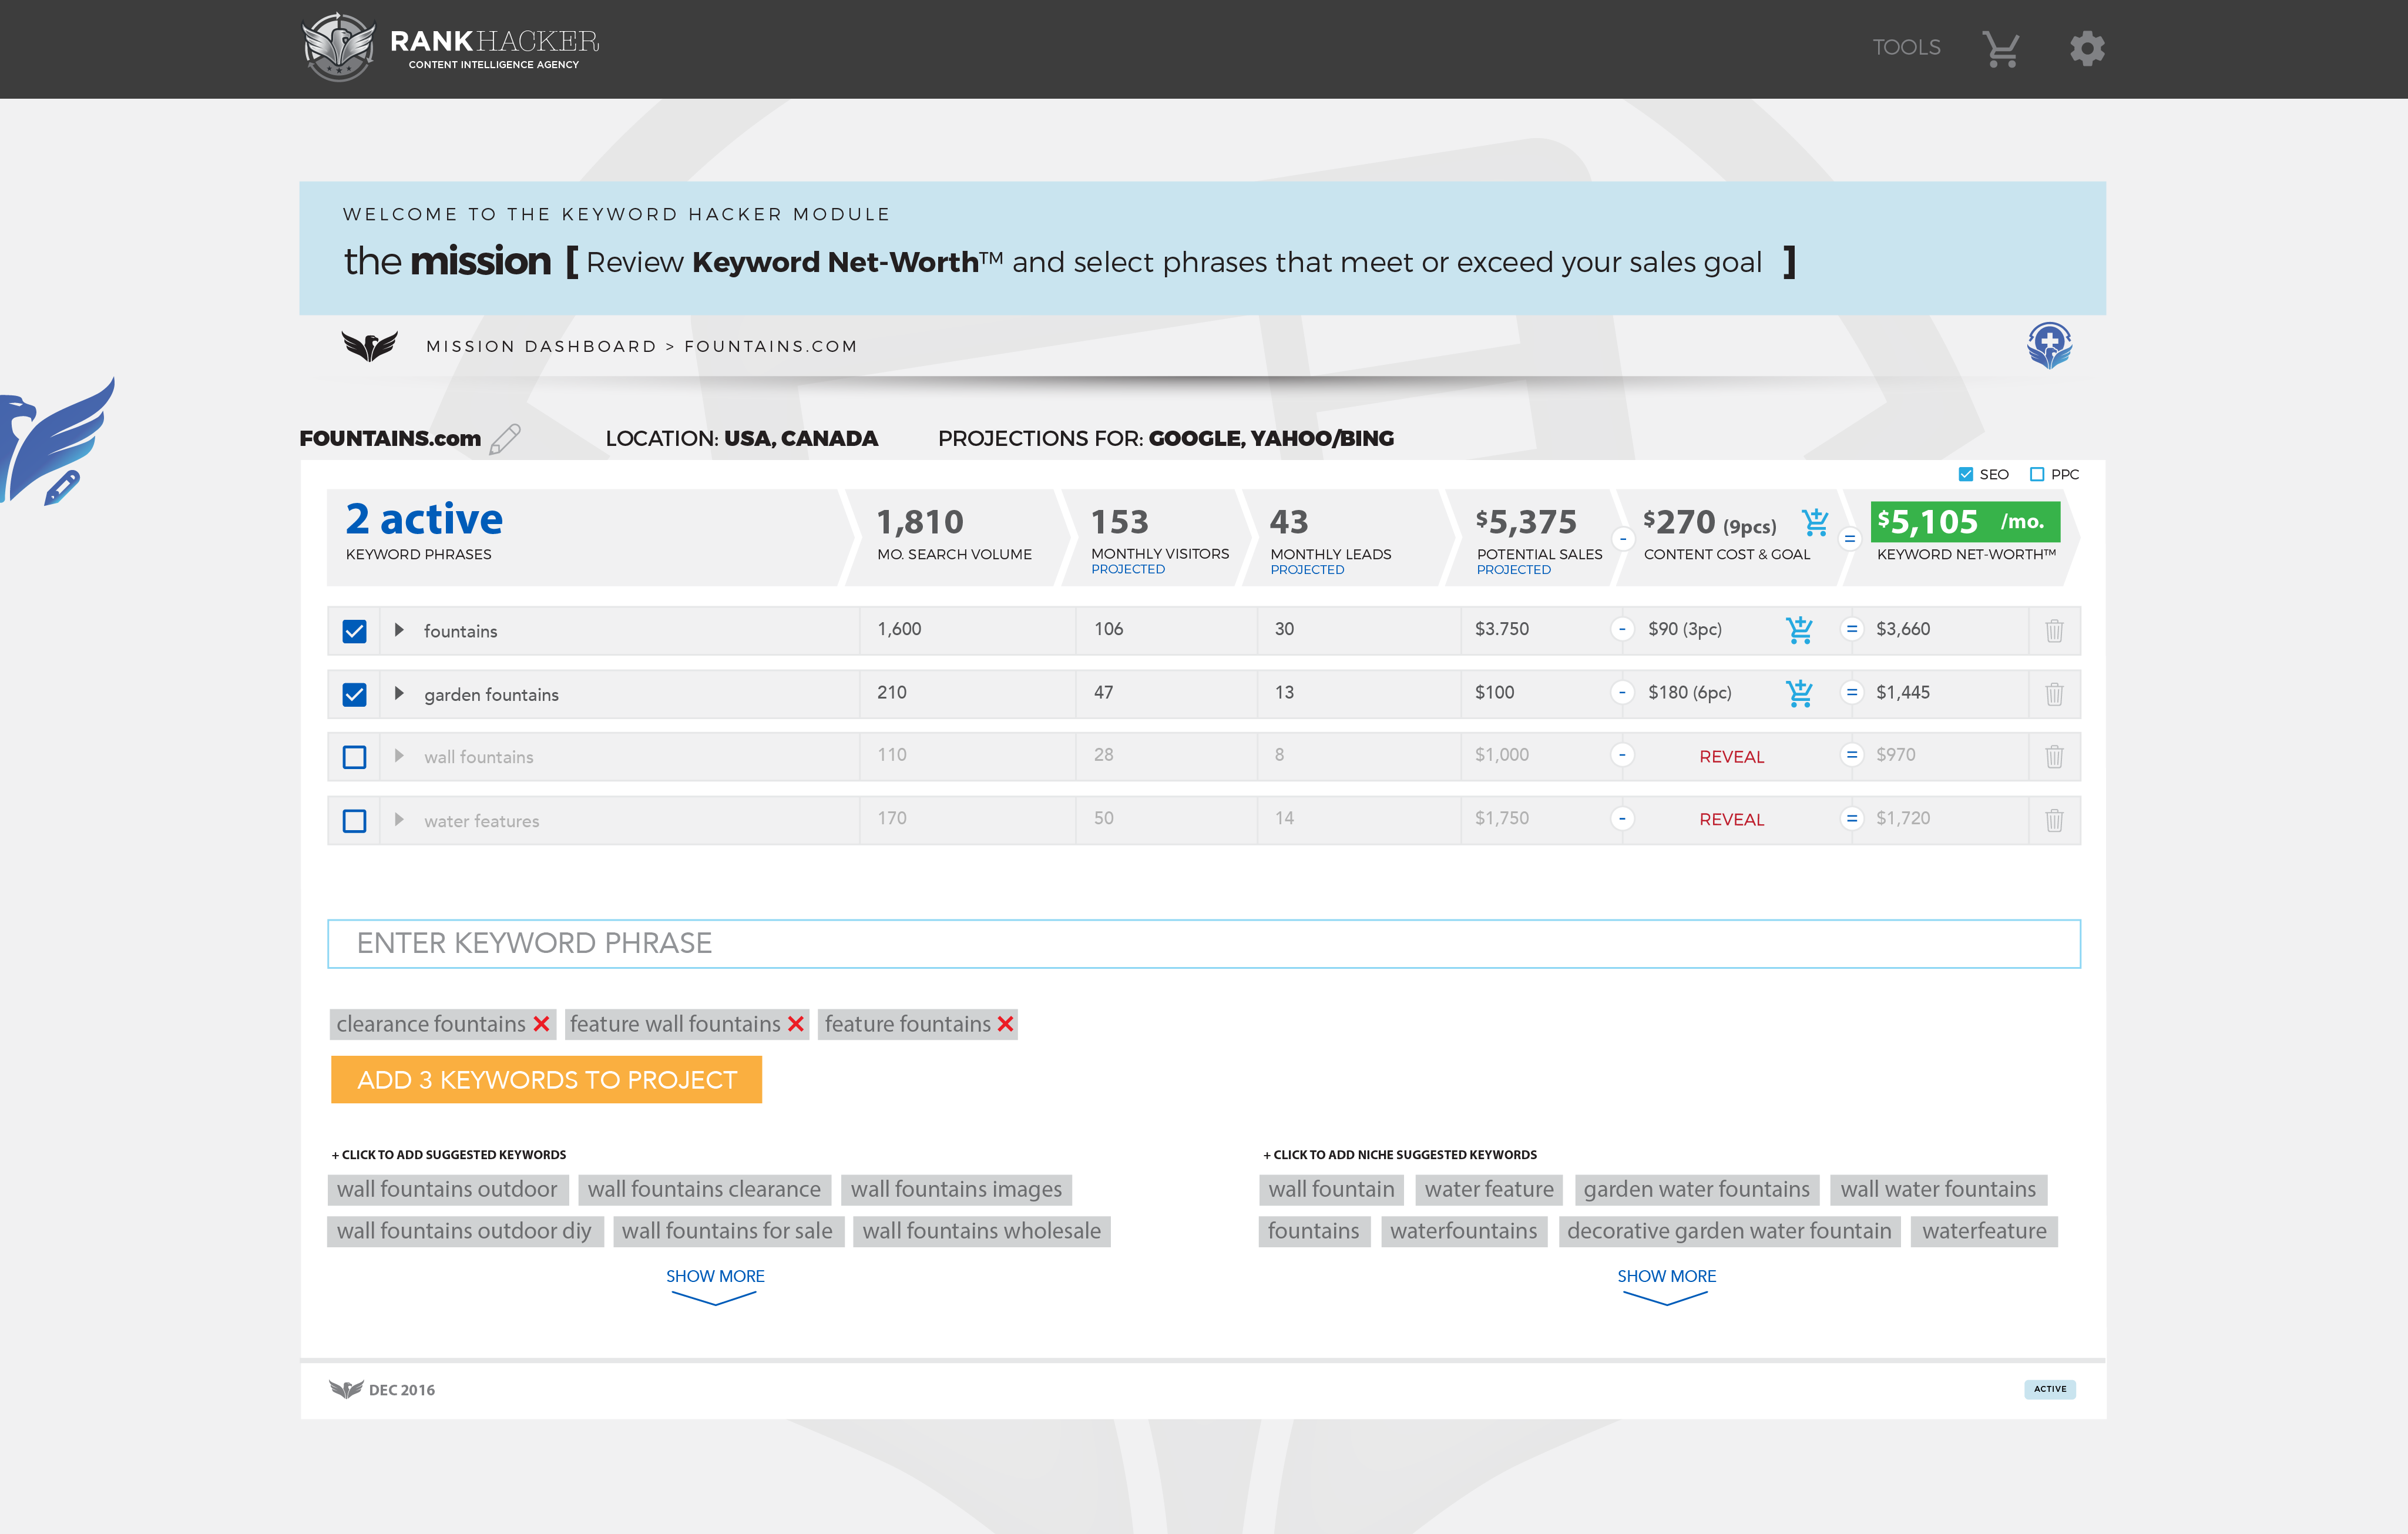 RANKHACKER
CONTENT INTELLIGENCE AGENCY
TOOLS
WELCOME TO THE KEYWORD HACKER MODULE
the mission [ Review Keyword Net-Worth™ and select phrases that meet or exceed your sales goal ]
MISSION DASHBOARD > FOUNTAINS.COM
FOUNTAINS.com LOCATION: USA, CANADA PROJECTIONS FOR: GOOGLE, YAHOO/BING
SEO PPC
2 active 1,810 153 43 $5,375 - $270 (9pcs) = $5,105 /mo.
KEYWORD PHRASES MO. SEARCH VOLUME MONTHLY VISITORS MONTHLY LEADS POTENTIAL SALES CONTENT COST & GOAL KEYWORD NET-WORTH™
PROJECTED PROJECTED PROJECTED
fountains 1,600 106 30 $3.750 - $90 (3pc) = $3,660
garden fountains 210 47 13 $100 - $180 (6pc) = $1,445
wall fountains 110 28 8 $1,000 - REVEAL = $970
water features 170 50 14 $1,750 - REVEAL = $1,720
ENTER KEYWORD PHRASE
clearance fountains feature wall fountains feature fountains
ADD 3 KEYWORDS TO PROJECT
+ CLICK TO ADD SUGGESTED KEYWORDS
wall fountains outdoor wall fountains clearance wall fountains images
wall fountains outdoor diy wall fountains for sale wall fountains wholesale
SHOW MORE
+ CLICK TO ADD NICHE SUGGESTED KEYWORDS
wall fountain water feature garden water fountains wall water fountains
fountains waterfountains decorative garden water fountain waterfeature
SHOW MORE
DEC 2016
ACTIVE